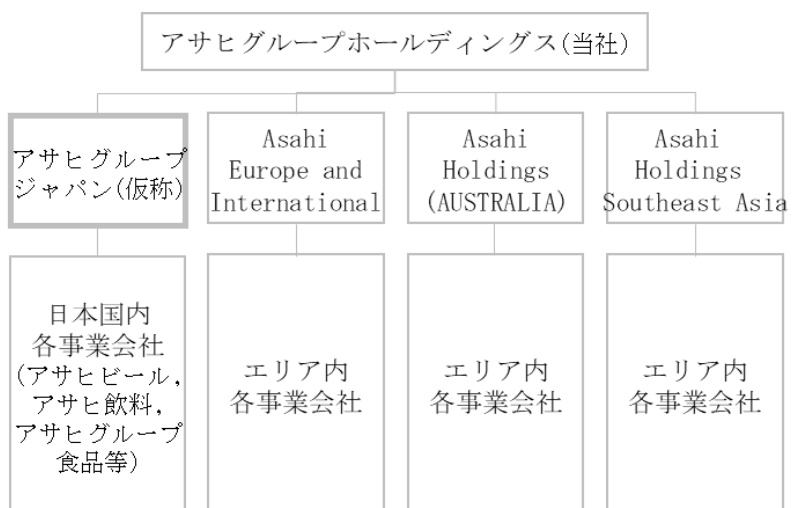 アサヒグループホールディングス(当社)
アサヒグループ
ジャパン(仮称)
Asahi
Europe and
International
Asahi
Holdings
(AUSTRALIA)
Asahi
Holdings
Southeast Asia
日本国内
各事業会社
(アサヒビール,
アサヒ飲料,
アサヒグループ
食品等)
エリア内
各事業会社
エリア内
各事業会社
エリア内
各事業会社